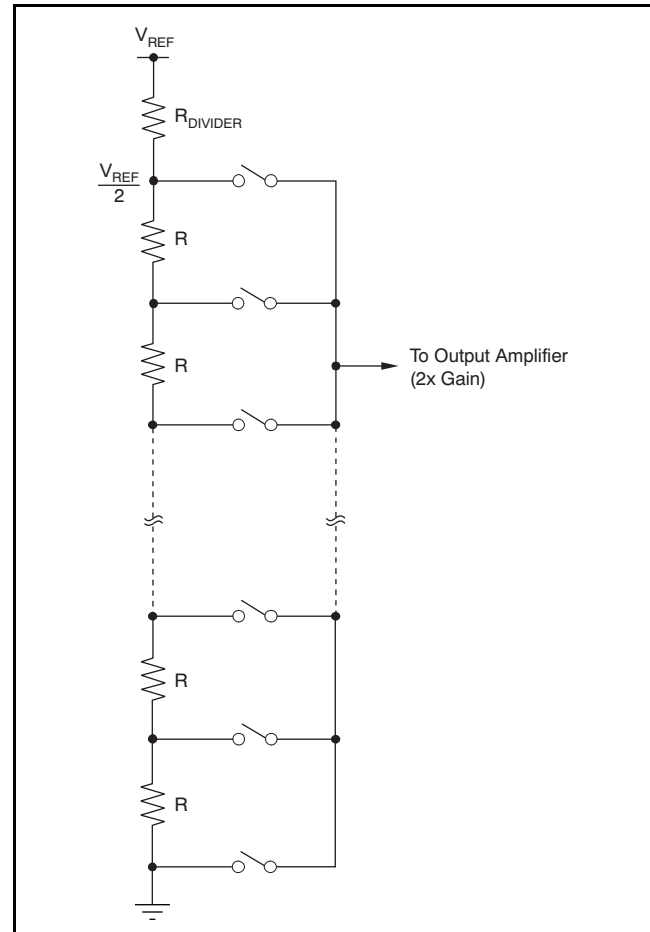 VREF
RDIVIDER
VREF
2
R
R
To Output Amplifier
(2x Gain)
R
R